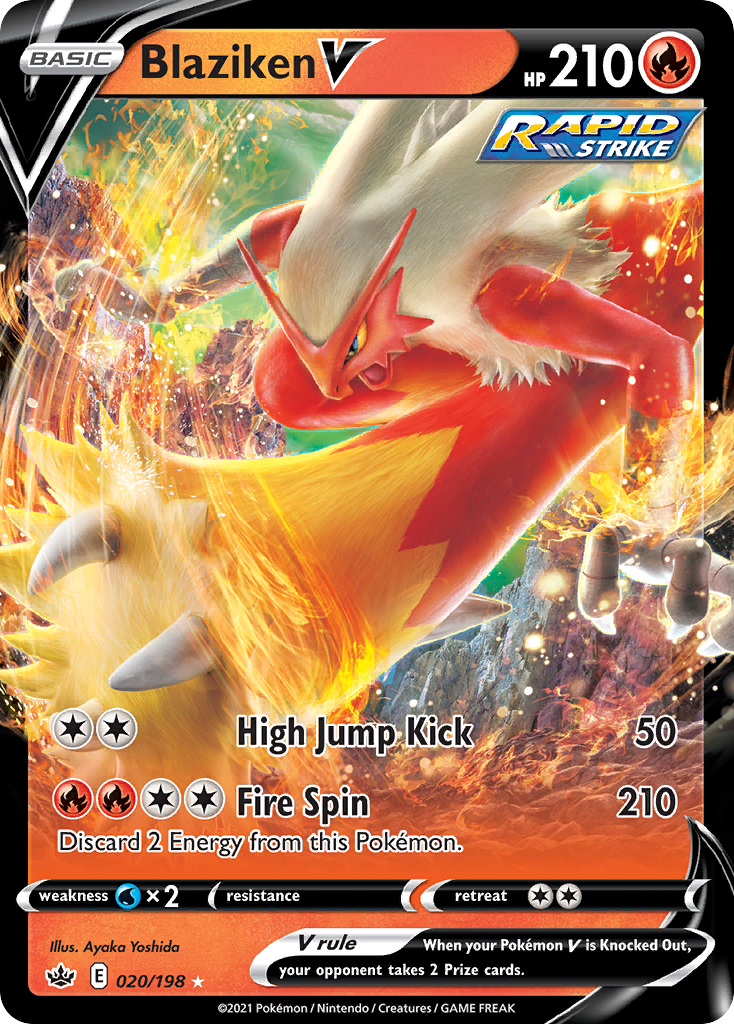 BASIC Blaziken V HP 210
RAPID
STRIKE
High Jump Kick 50
Fire Spin 210
Discard 2 Energy from this Pokémon.
weakness ×2 resistance retreat
Illus. Ayaka Yoshida
V rule When your Pokémon V is Knocked Out,
your opponent takes 2 Prize cards.
E 020/198
©2021 Pokémon / Nintendo / Creatures / GAME FREAK